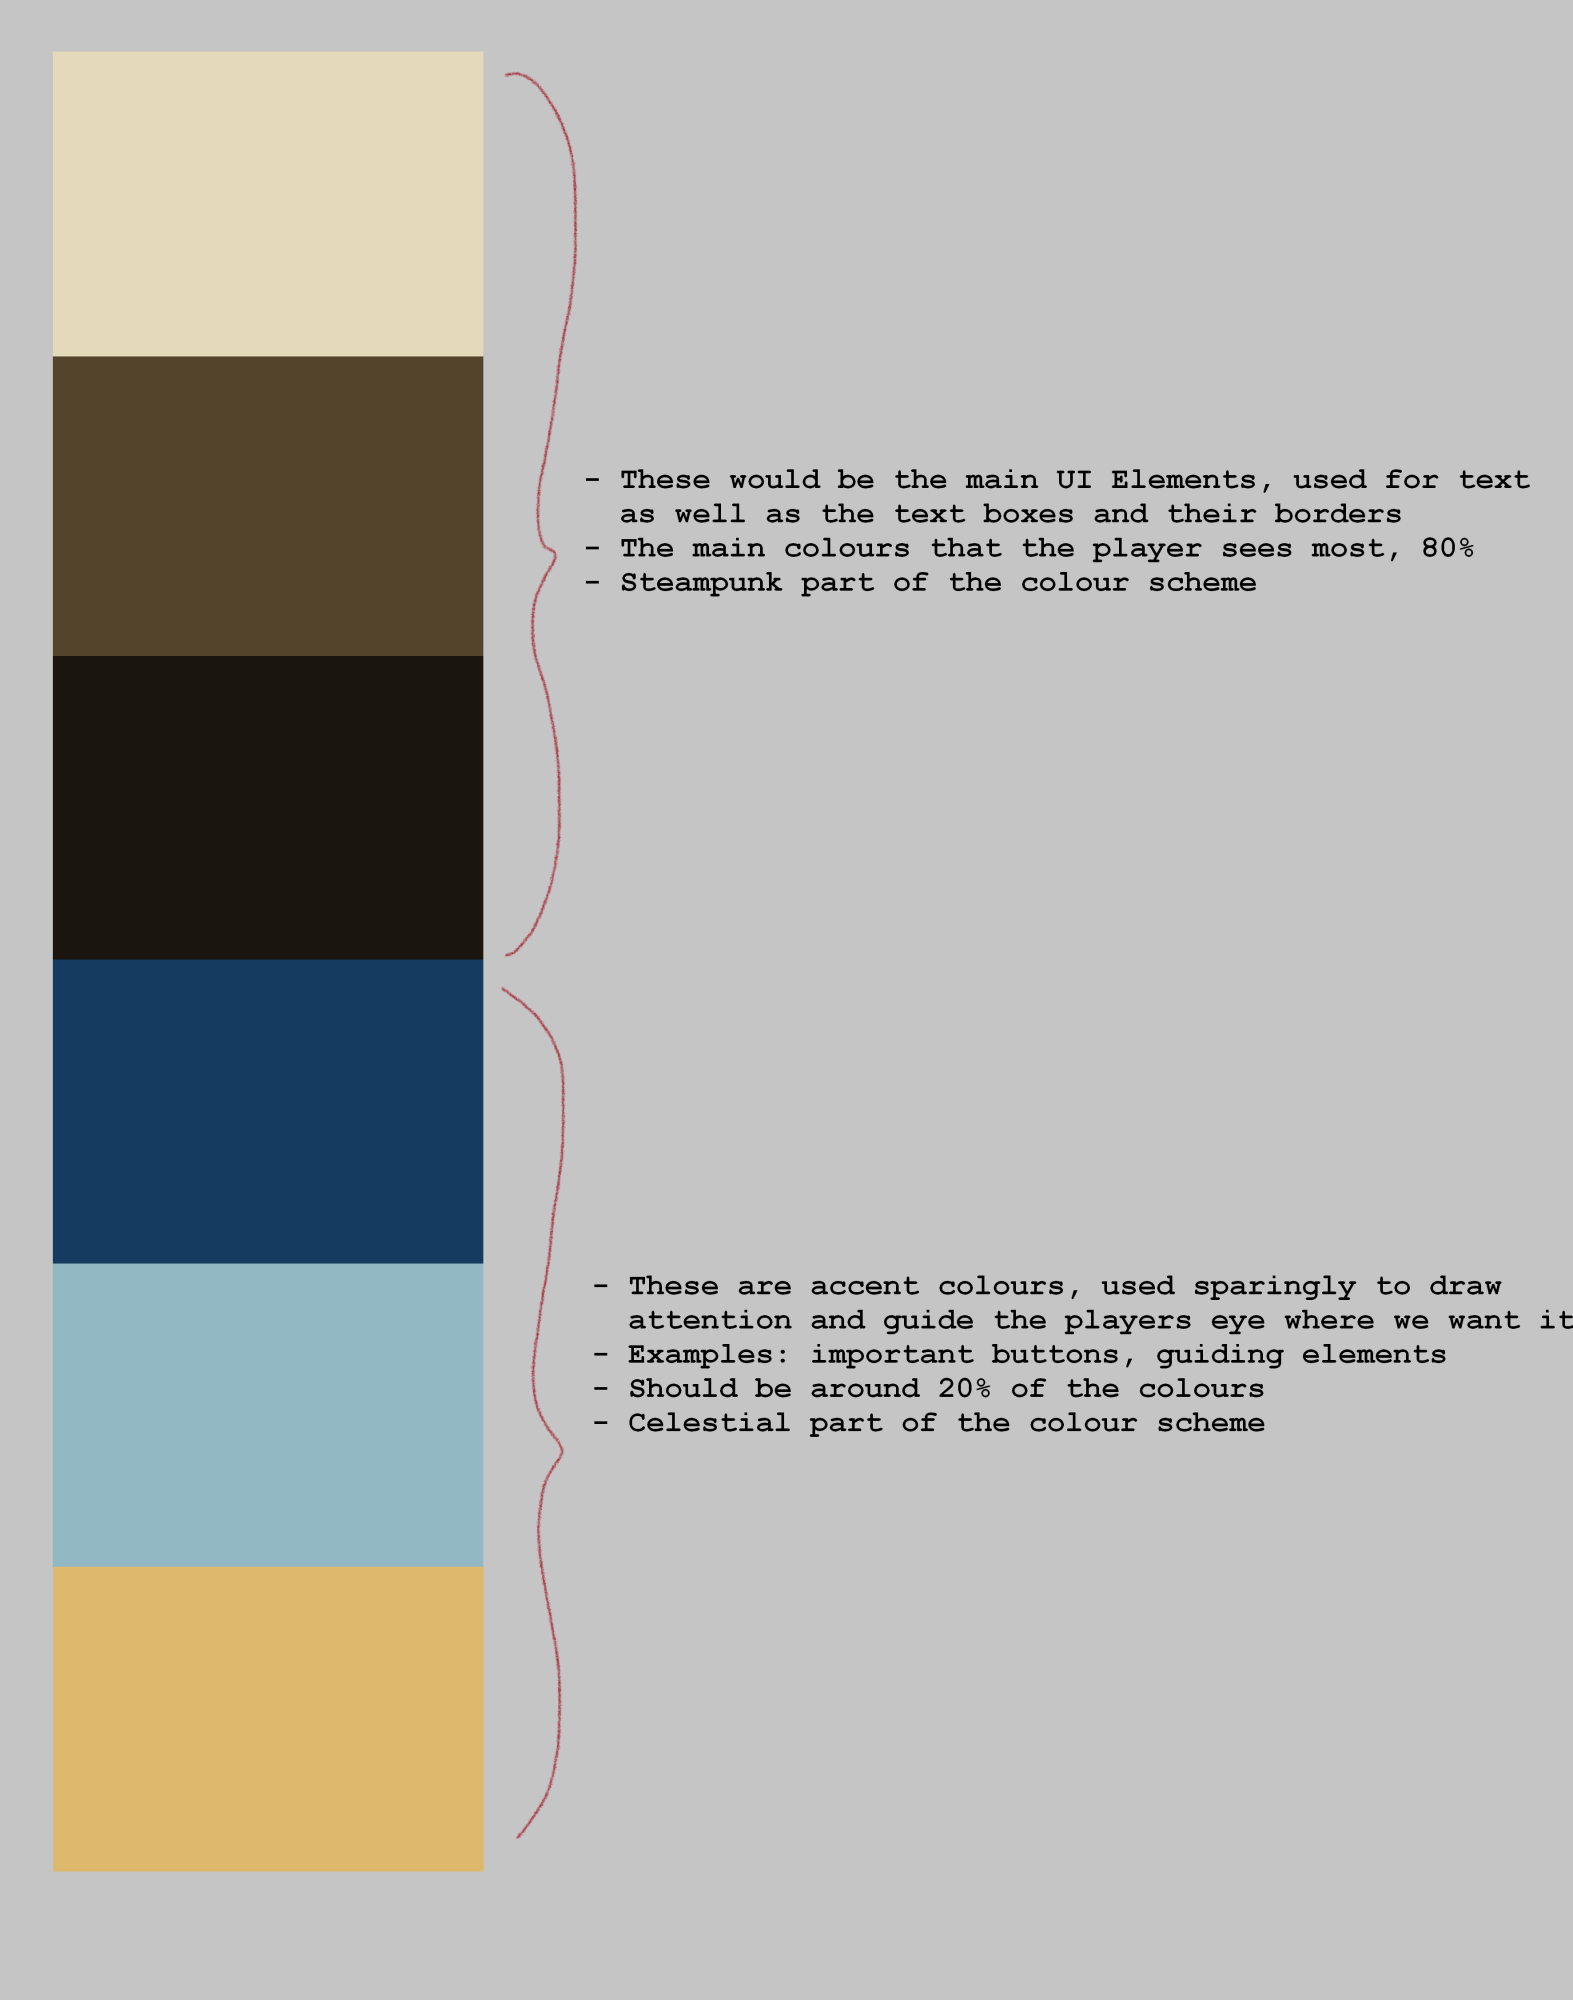 - These would be the main UI Elements, used for text
as well as the text boxes and their borders
- The main colours that the player sees most, 80%
- Steampunk part of the colour scheme
- These are accent colours, used sparingly to draw
attention and guide the players eye where we want it
- Examples: important buttons, guiding elements
- Should be around 20% of the colours
- Celestial part of the colour scheme